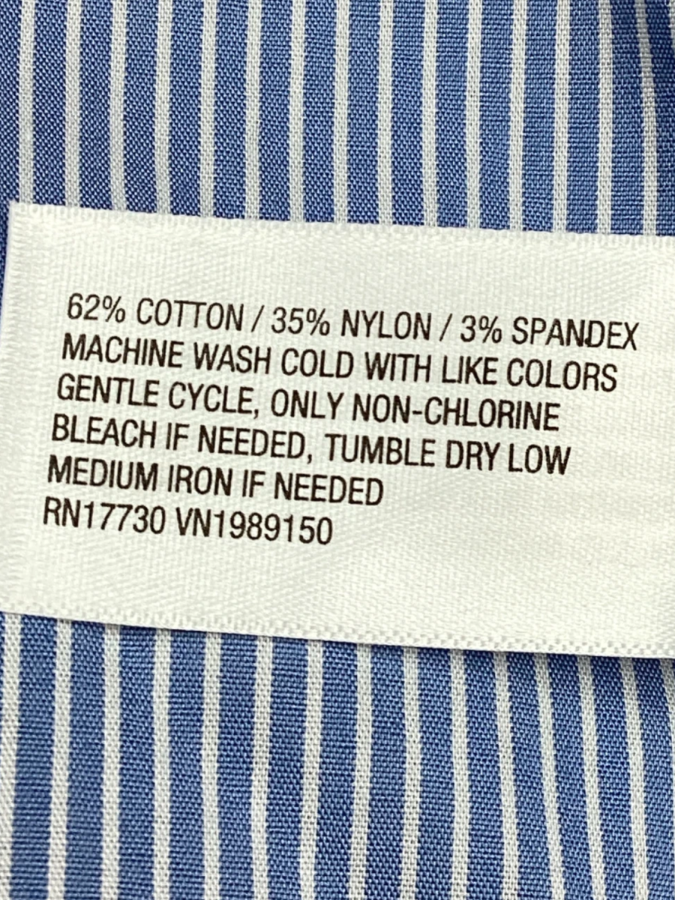 62% COTTON / 35% NYLON / 3% SPANDEX
MACHINE WASH COLD WITH LIKE COLORS
GENTLE CYCLE, ONLY NON-CHLORINE
BLEACH IF NEEDED, TUMBLE DRY LOW
MEDIUM IRON IF NEEDED
RN17730 VN1989150